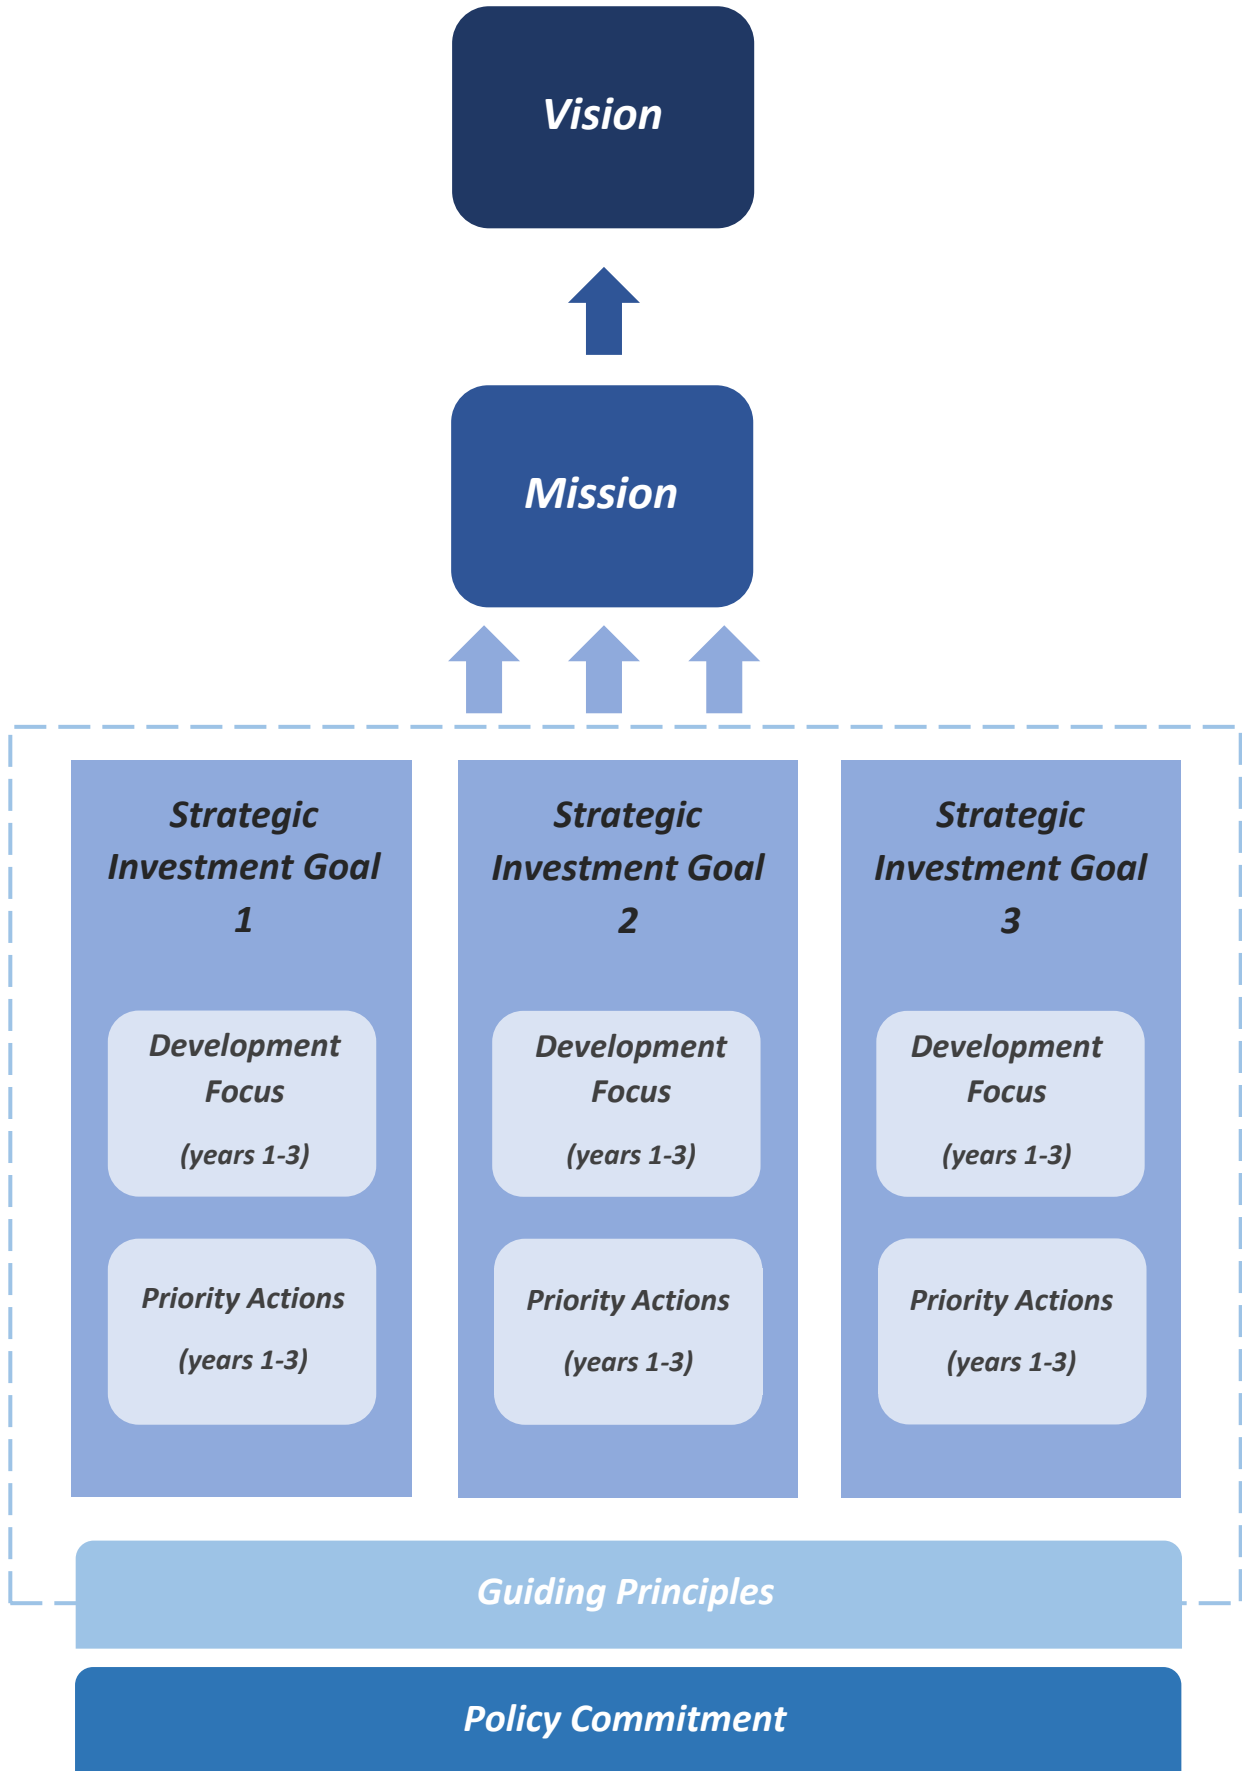 Vision
Mission
Strategic
Investment Goal
1
Development
Focus
(years 1-3)
Priority Actions
(years 1-3)
Strategic
Investment Goal
2
Development
Focus
(years 1-3)
Priority Actions
(years 1-3)
Strategic
Investment Goal
3
Development
Focus
(years 1-3)
Priority Actions
(years 1-3)
Guiding Principles
Policy Commitment